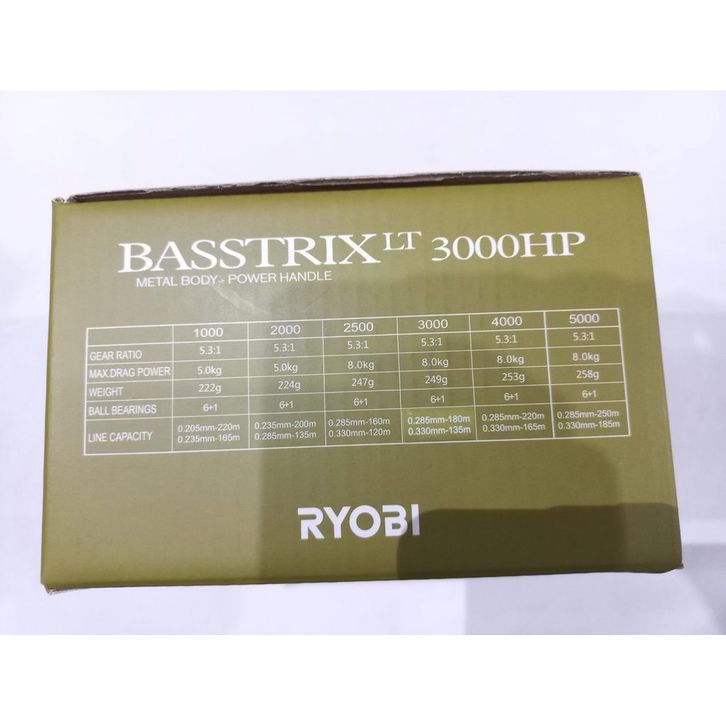 BASSTRIX LT 3000HP
METAL BODY - POWER HANDLE
1000 2000 2500 3000 4000 5000
GEAR RATIO 5.3:1 5.3:1 5.3:1 5.3:1 5.3:1 5.3:1
MAX.DRAG POWER 5.0kg 5.0kg 8.0kg 8.0kg 8.0kg 8.0kg
WEIGHT 222g 224g 247g 249g 253g 258g
BALL BEARINGS 6+1 6+1 6+1 6+1 6+1 6+1
LINE CAPACITY 0.205mm-220m 0.235mm-200m 0.285mm-160m 0.285mm-180m 0.285mm-220m 0.285mm-250m
0.235mm-165m 0.285mm-135m 0.330mm-120m 0.330mm-135m 0.330mm-165m 0.330mm-185m
RYOBI